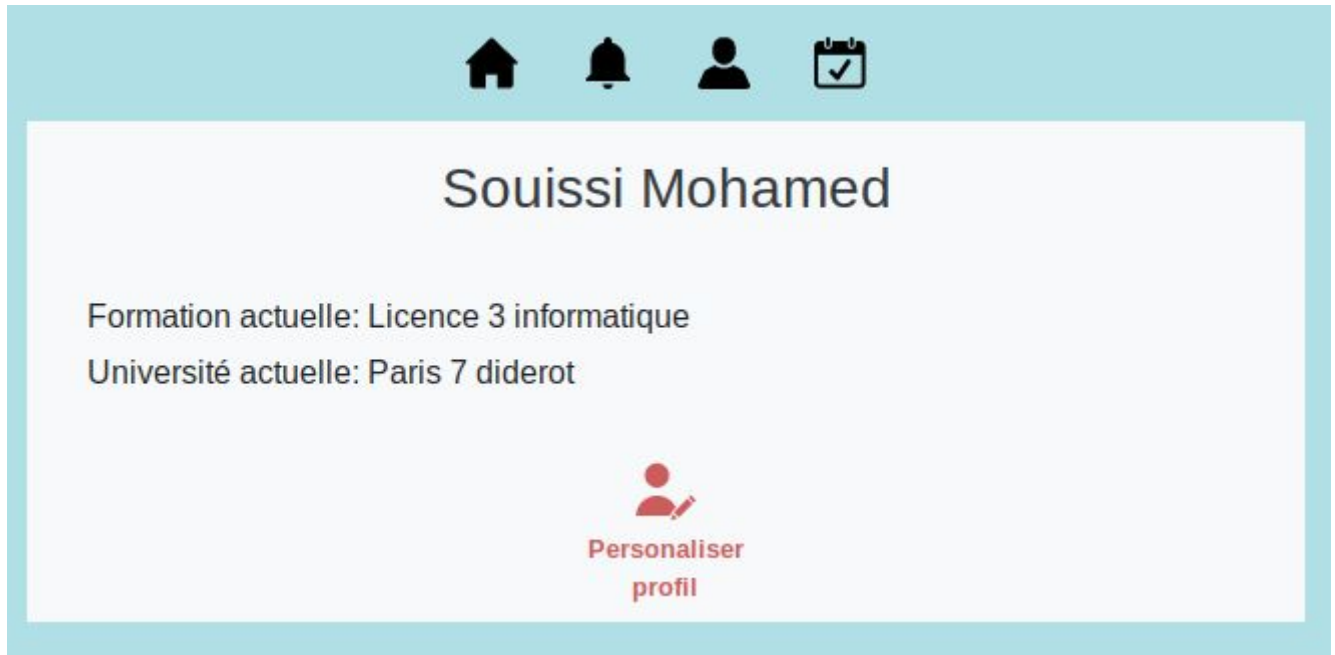 Souissi Mohamed
Formation actuelle: Licence 3 informatique
Université actuelle: Paris 7 diderot
Personaliser
profil